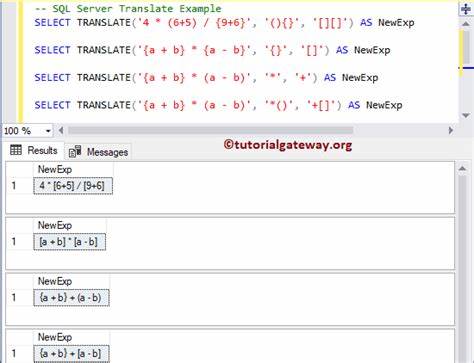 -- SQL Server Translate Example
SELECT TRANSLATE('4 * (6+5) / {9+6}', '(){}', '[][]') AS NewExp
SELECT TRANSLATE('{a + b} * {a - b}', '{}', '[]') AS NewExp
SELECT TRANSLATE('{a + b} * (a - b)', '*', '+') AS NewExp
SELECT TRANSLATE('{a + b} * (a - b)', '*()', '+[]') AS NewExp
100 %
Results Messages
©tutorialgateway.org
NewExp
1 4 * [6+5] / [9+6]
NewExp
1 [a + b] * [a - b]
NewExp
1 {a + b} + (a - b)
NewExp
1 {a + b} + [a - b]